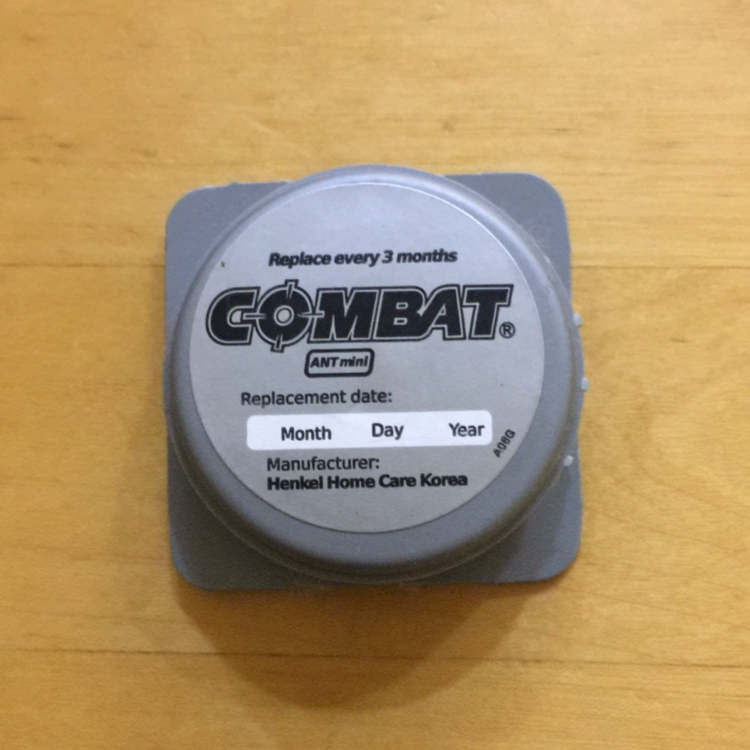 Replace every 3 months
COMBAT®
ANT mini
Replacement date:
Month Day Year
A06G
Manufacturer:
Henkel Home Care Korea